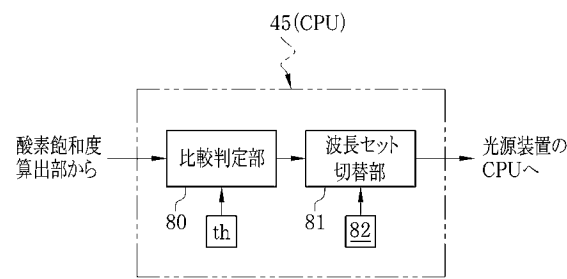 45(CPU)
酸素飽和度
算出部から
比較判定部
波長セット
切替部
光源装置の
CPUへ
80
th
81
82